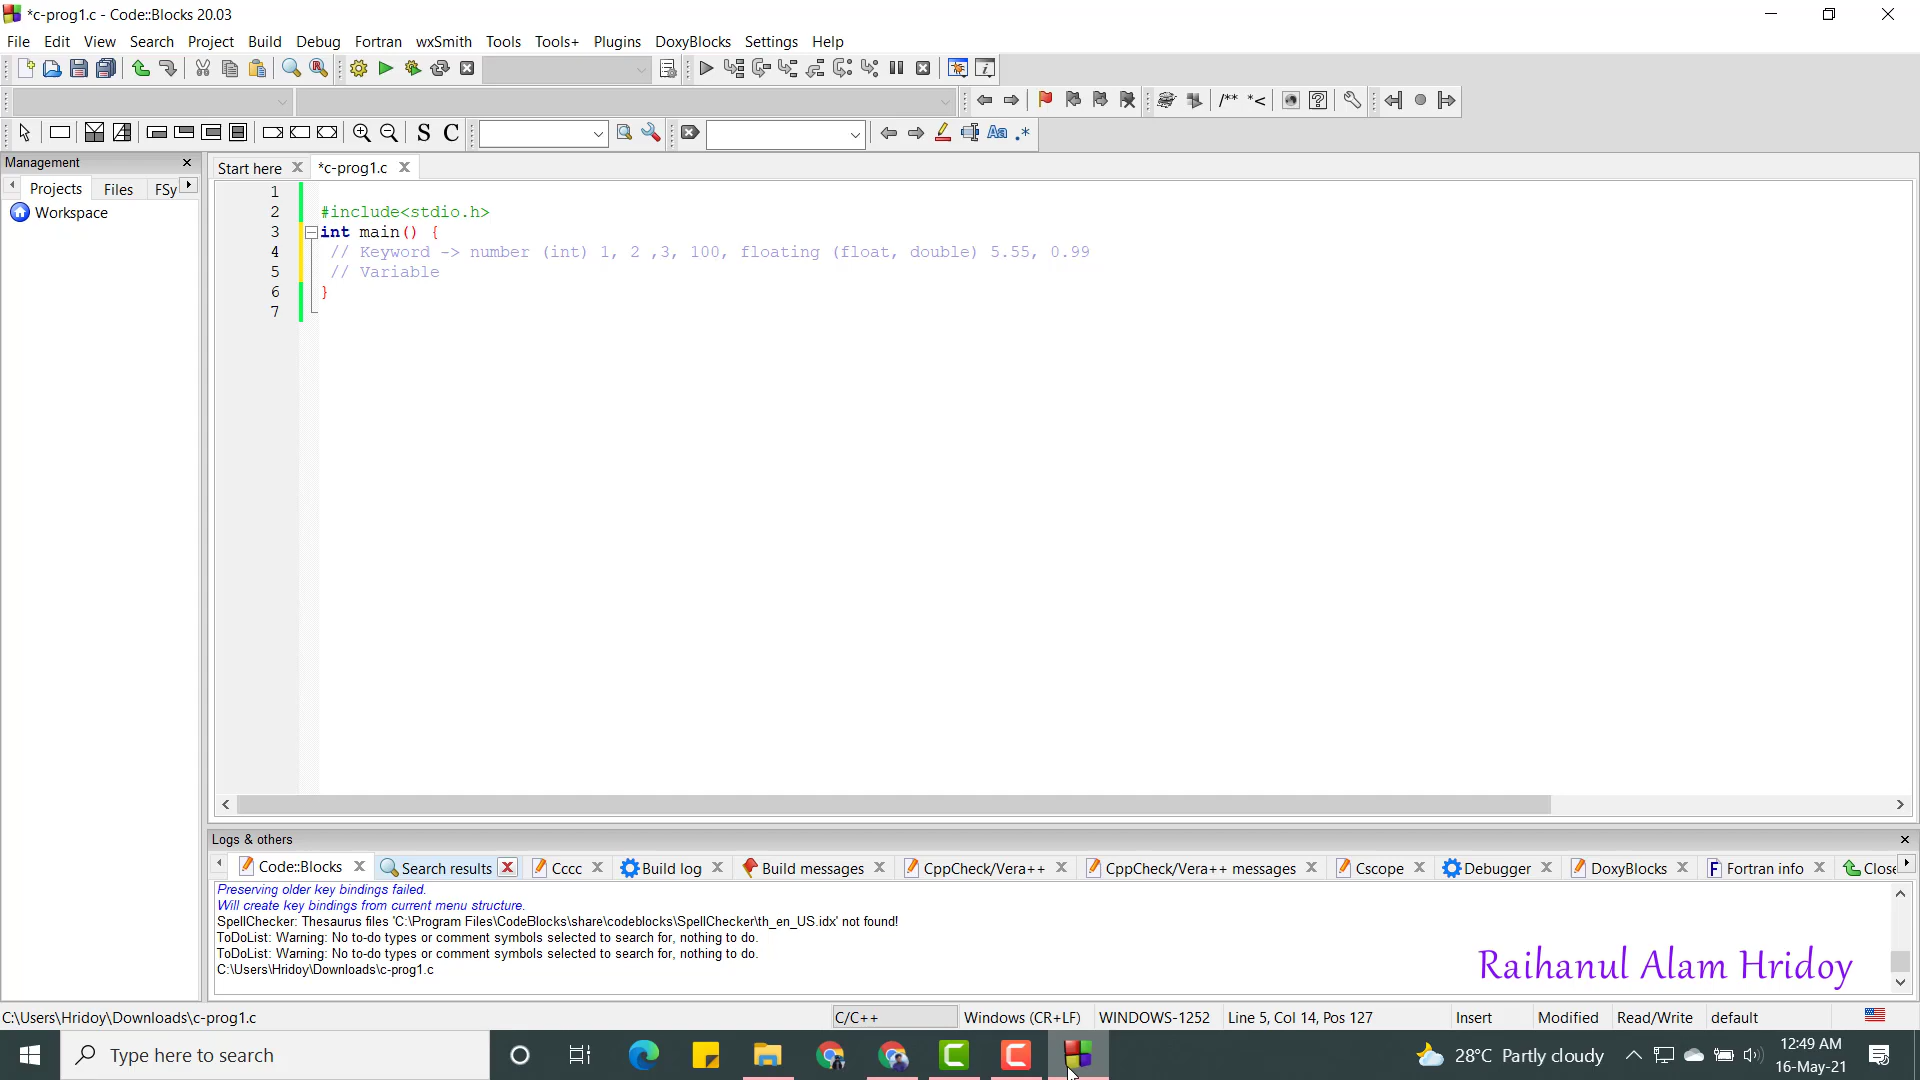 *c-prog1.c - Code::Blocks 20.03
File Edit View Search Project Build Debug Fortran wxSmith Tools Tools+ Plugins DoxyBlocks Settings Help
/** *<
S C Aa .*
Management
Start here *c-prog1.c
Projects Files FSy
Workspace
1
2 #include<stdio.h>
3 int main() {
4 // Keyword -> number (int) 1, 2 ,3, 100, floating (float, double) 5.55, 0.99
5 // Variable
6 }
7
Logs & others
Code::Blocks Search results Cccc Build log Build messages CppCheck/Vera++ CppCheck/Vera++ messages Cscope Debugger DoxyBlocks Fortran info Close
Preserving older key bindings failed.
Will create key bindings from current menu structure.
SpellChecker: Thesaurus files 'C:\Program Files\CodeBlocks\share\codeblocks\SpellChecker\th_en_US.idx' not found!
ToDoList: Warning: No to-do types or comment symbols selected to search for, nothing to do.
ToDoList: Warning: No to-do types or comment symbols selected to search for, nothing to do.
C:\Users\Hridoy\Downloads\c-prog1.c
Raihanul Alam Hridoy
C:\Users\Hridoy\Downloads\c-prog1.c C/C++ Windows (CR+LF) WINDOWS-1252 Line 5, Col 14, Pos 127 Insert Modified Read/Write default
Type here to search 28°C Partly cloudy 12:49 AM
16-May-21